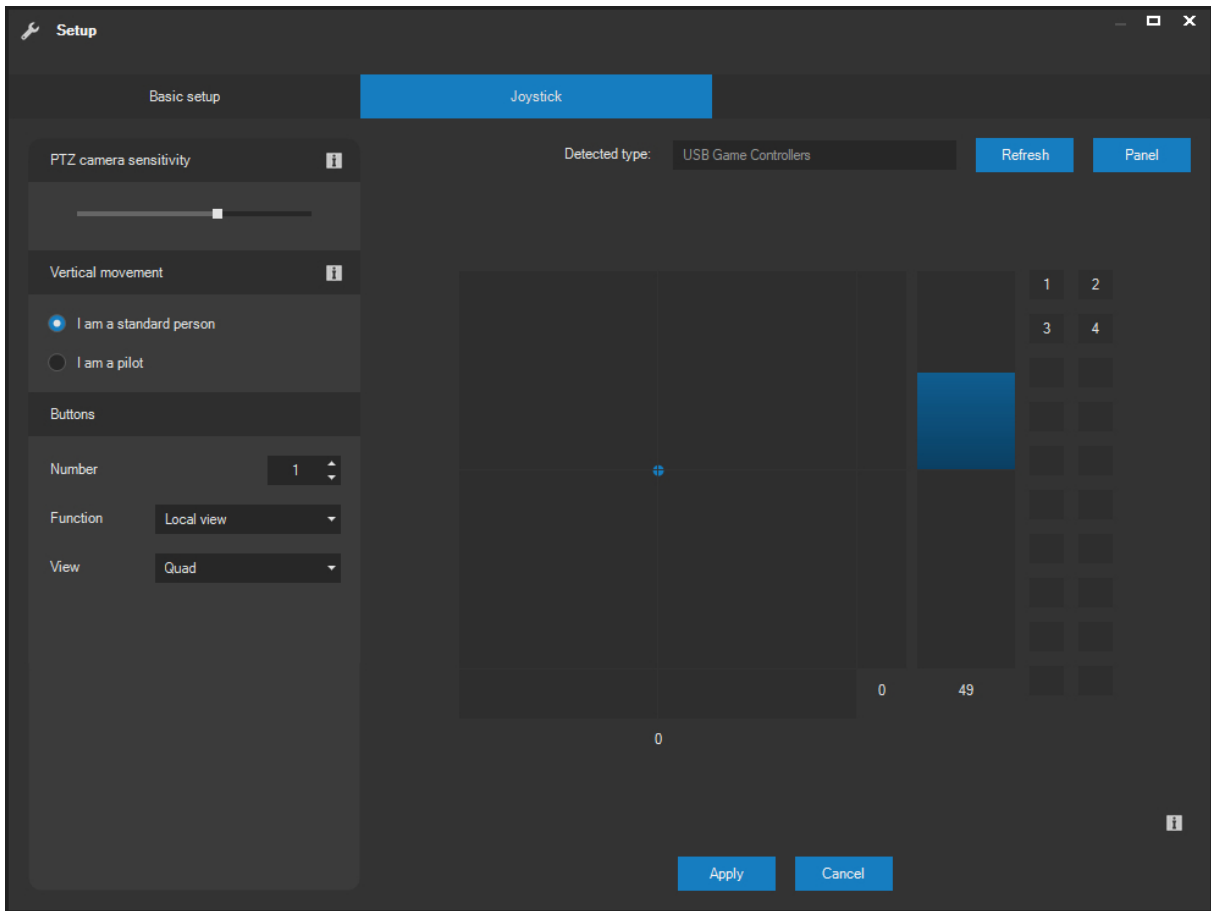 Setup
Basic setup
Joystick
PTZ camera sensitivity
Detected type:
USB Game Controllers
Refresh
Panel
Vertical movement
I am a standard person
I am a pilot
Buttons
Number
1
Function
Local view
View
Quad
1 2
3 4
0
49
0
Apply
Cancel